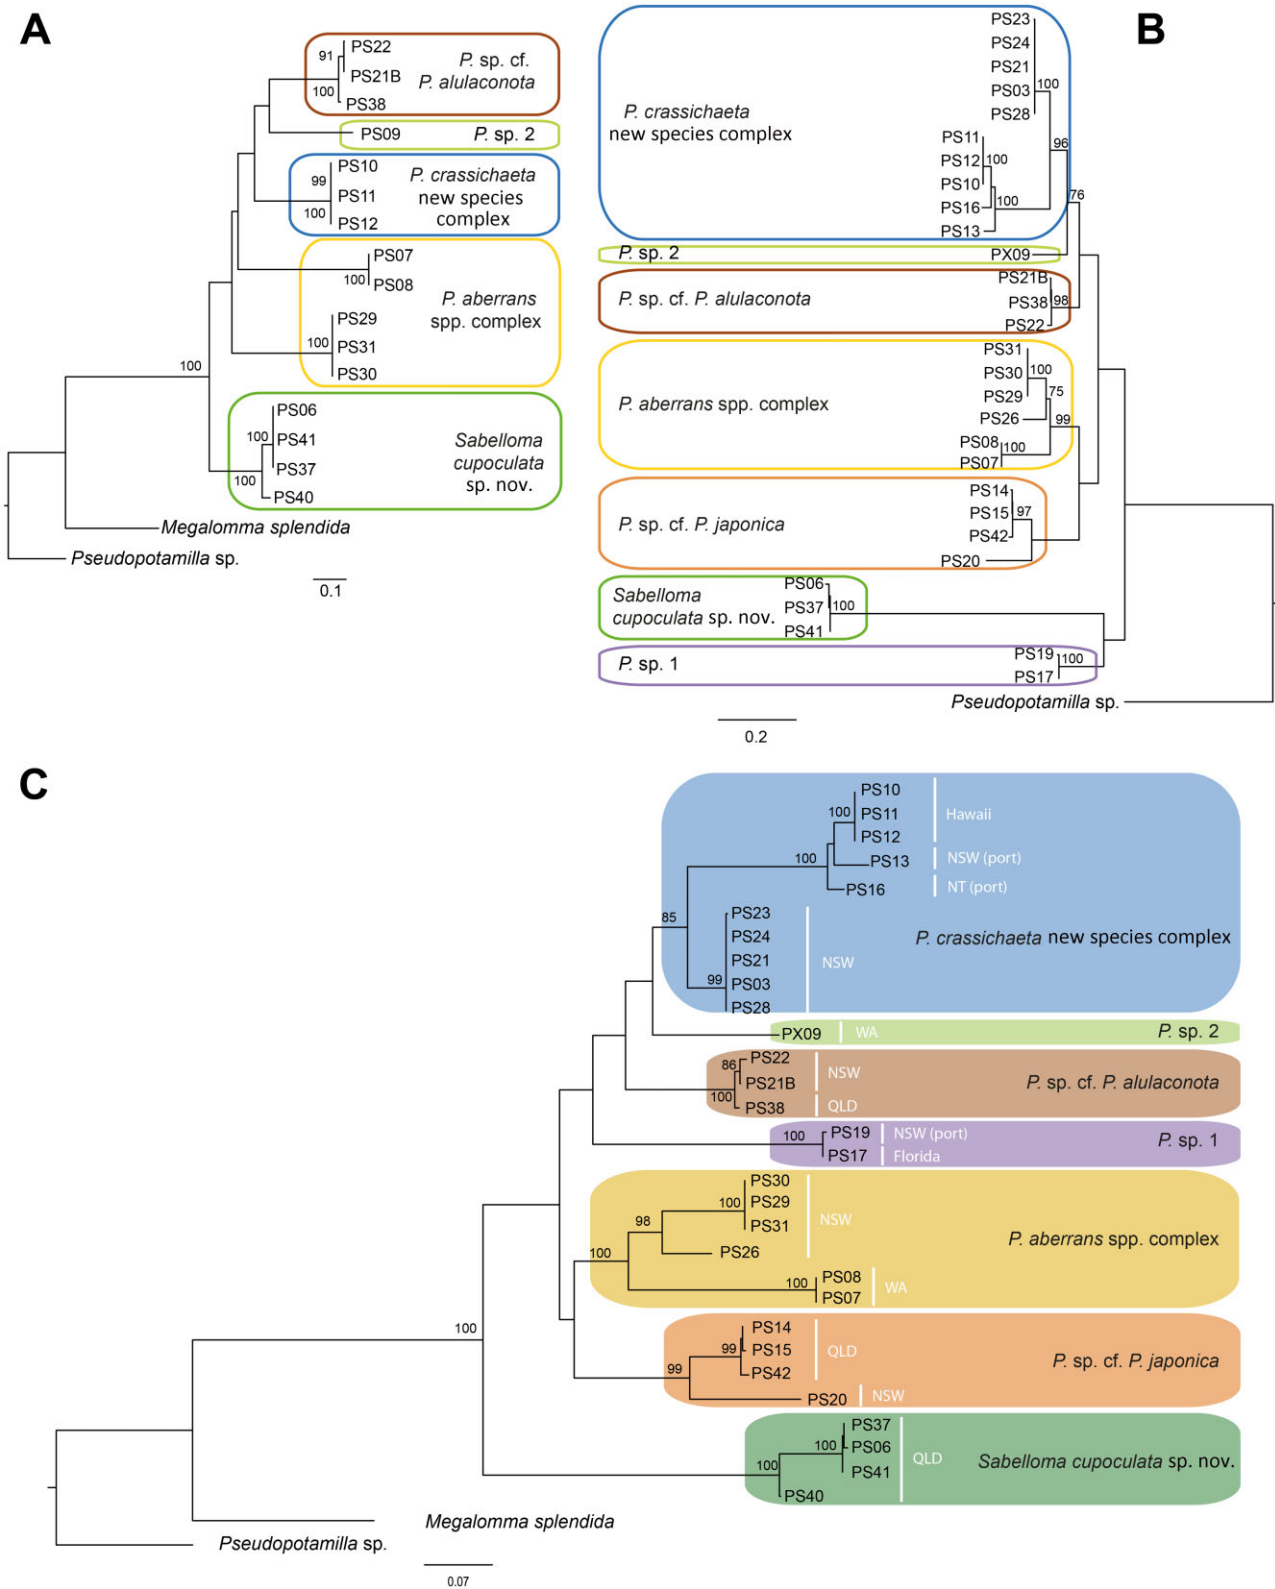 A
PS22
91
PS21B
100
PS38
P. sp. cf.
P. alulaconota
PS09
P. sp. 2
PS10
99
PS11
100
PS12
P. crassichaeta
new species
complex
PS07
100
PS08
PS29
100
PS31
PS30
P. aberrans
spp. complex
100
PS06
100
PS41
PS37
100
PS40
Sabelloma
cupoculata
sp. nov.
Megalomma splendida
Pseudopotamilla sp.
0.1
B
PS23
PS24
PS21
PS03
100
PS28
PS11
PS12
100
PS10
PS16
100
PS13
96
76
P. crassichaeta
new species complex
P. sp. 2
PX09
PS21B
PS38
98
PS22
P. sp. cf. P. alulaconota
PS31
PS30
100
PS29
75
PS26
99
PS08
100
PS07
P. aberrans spp. complex
PS14
PS15
97
PS42
PS20
P. sp. cf. P. japonica
PS06
PS37
100
PS41
Sabelloma
cupoculata sp. nov.
PS19
100
PS17
P. sp. 1
Pseudopotamilla sp.
0.2
C
PS10
100
PS11
PS12
Hawaii
100
PS13
NSW (port)
PS16
NT (port)
85
PS23
PS24
PS21
99
PS03
PS28
NSW
P. crassichaeta new species complex
PX09
WA
P. sp. 2
PS22
86
PS21B
NSW
100
PS38
QLD
P. sp. cf. P. alulaconota
100
PS19
NSW (port)
PS17
Florida
P. sp. 1
PS30
100
PS29
PS31
98
PS26
NSW
100
100
PS08
PS07
WA
P. aberrans spp. complex
PS14
99
PS15
PS42
QLD
99
PS20
NSW
P. sp. cf. P. japonica
100
PS37
100
PS06
PS41
100
PS40
QLD
Sabelloma cupoculata sp. nov.
Megalomma splendida
Pseudopotamilla sp.
0.07